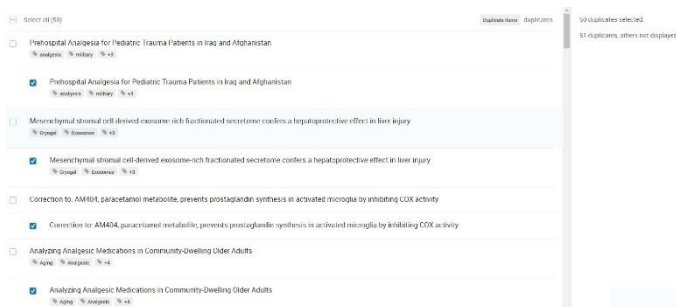 Select all (50)
Duplicate items duplicates
50 duplicates selected.
51 duplicates, others not displayed
Prehospital Analgesia for Pediatric Trauma Patients in Iraq and Afghanistan
analgesia military +3
Prehospital Analgesia for Pediatric Trauma Patients in Iraq and Afghanistan
analgesia military +3
Mesenchymal stromal cell derived exosome rich fractionated secretome confers a hepatoprotective effect in liver injury
Cryogel Exosomes +3
Mesenchymal stromal cell-derived exosome-rich fractionated secretome confers a hepatoprotective effect in liver injury
Cryogel Exosomes +3
Correction to: AM404, paracetamol metabolite, prevents prostaglandin synthesis in activated microglia by inhibiting COX activity
Correction to: AM404, paracetamol metabolite, prevents prostaglandin synthesis in activated microglia by inhibiting COX activity
Analyzing Analgesic Medications in Community-Dwelling Older Adults
Aging Analgesic +4
Analyzing Analgesic Medications in Community-Dwelling Older Adults
Aging Analgesic +4